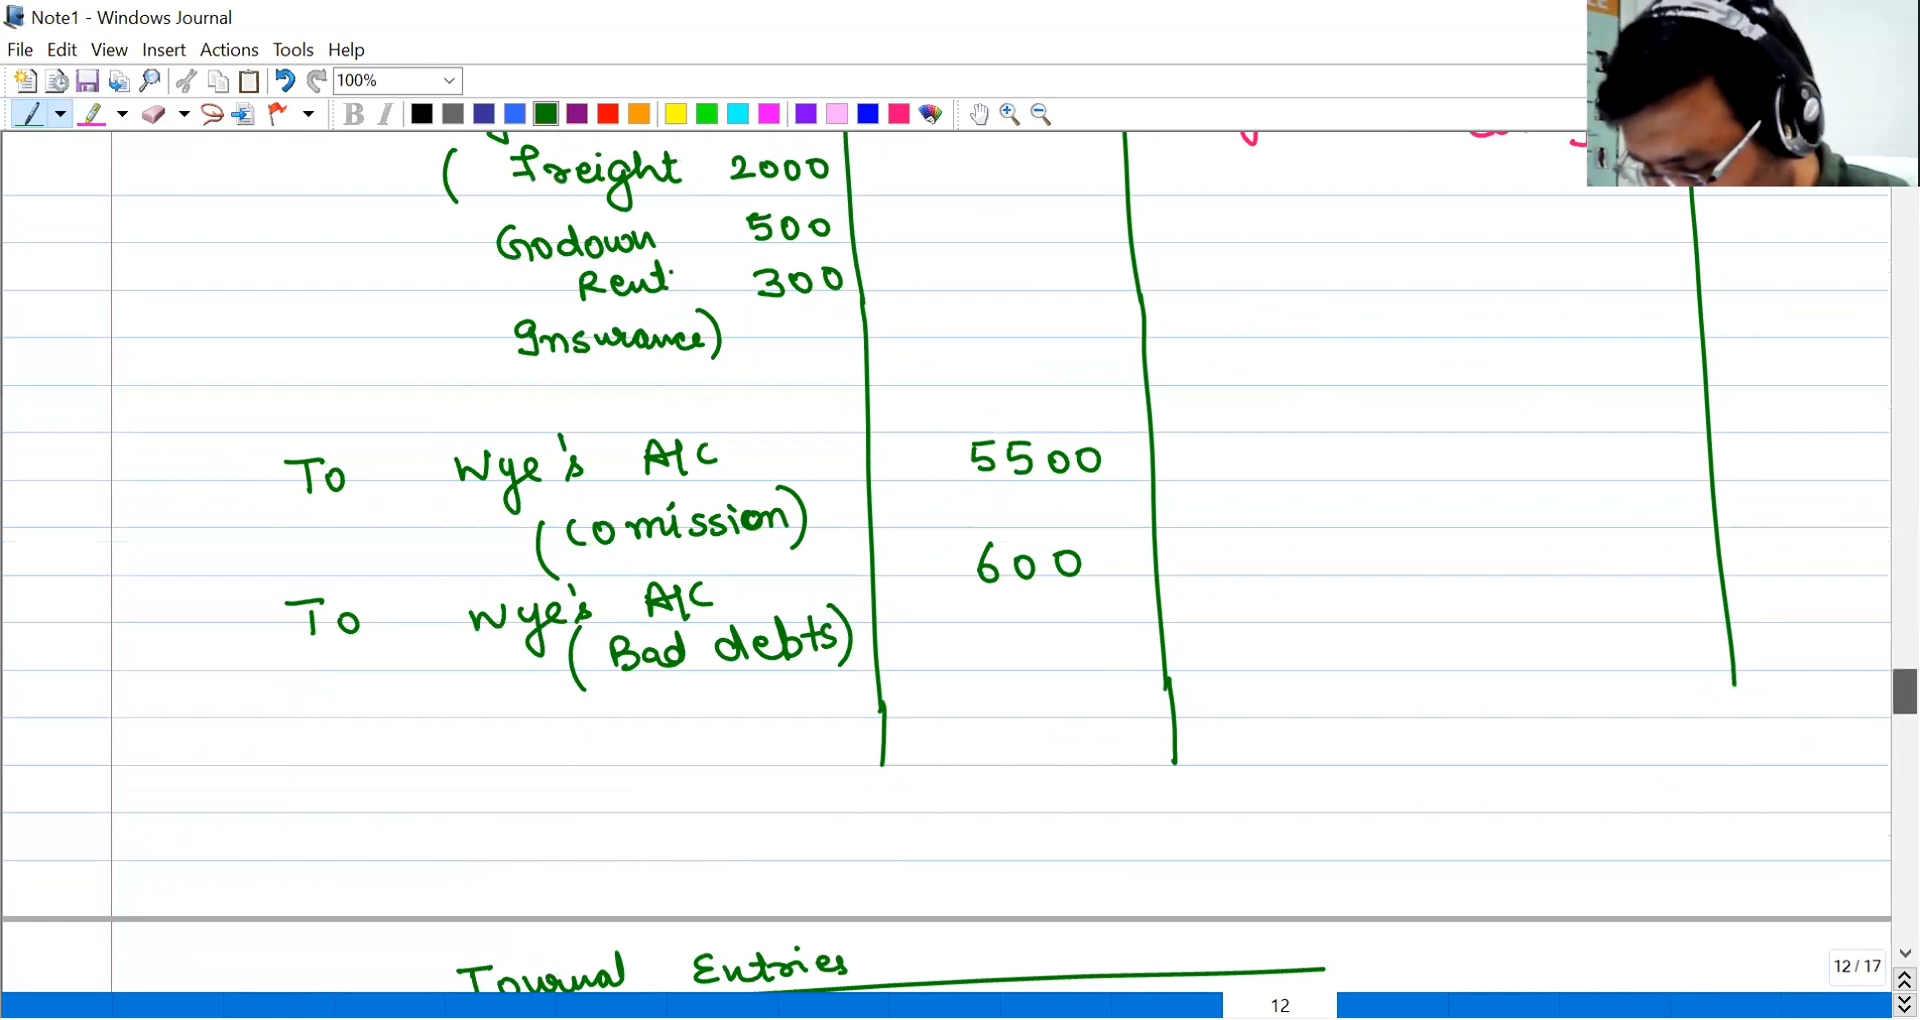 Note1 - Windows Journal
File Edit View Insert Actions Tools Help
100%
B I
( Freight 2000
Godown 500
Rent 300
Insurance)
To Wye's A/C 5500
(Comission)
600
To Wye's A/C
(Bad debts)
Journal Entries
12 / 17
12